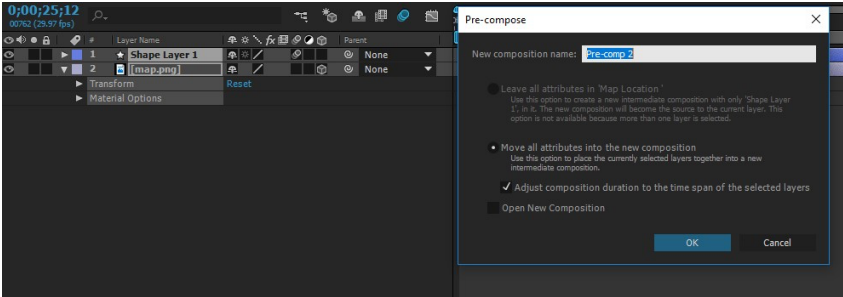 0;00;25;12
00762 (29.97 fps)
# Layer Name
Parent
1 Shape Layer 1
None
2 [map.png]
None
Transform
Reset
Material Options
Pre-compose
New composition name: Pre-comp 2
Leave all attributes in 'Map Location '
Use this option to create a new intermediate composition with only 'Shape Layer
1', in it. The new composition will become the source to the current layer. This
option is not available because more than one layer is selected.
Move all attributes into the new composition
Use this option to place the currently selected layers together into a new
intermediate composition.
Adjust composition duration to the time span of the selected layers
Open New Composition
OK
Cancel